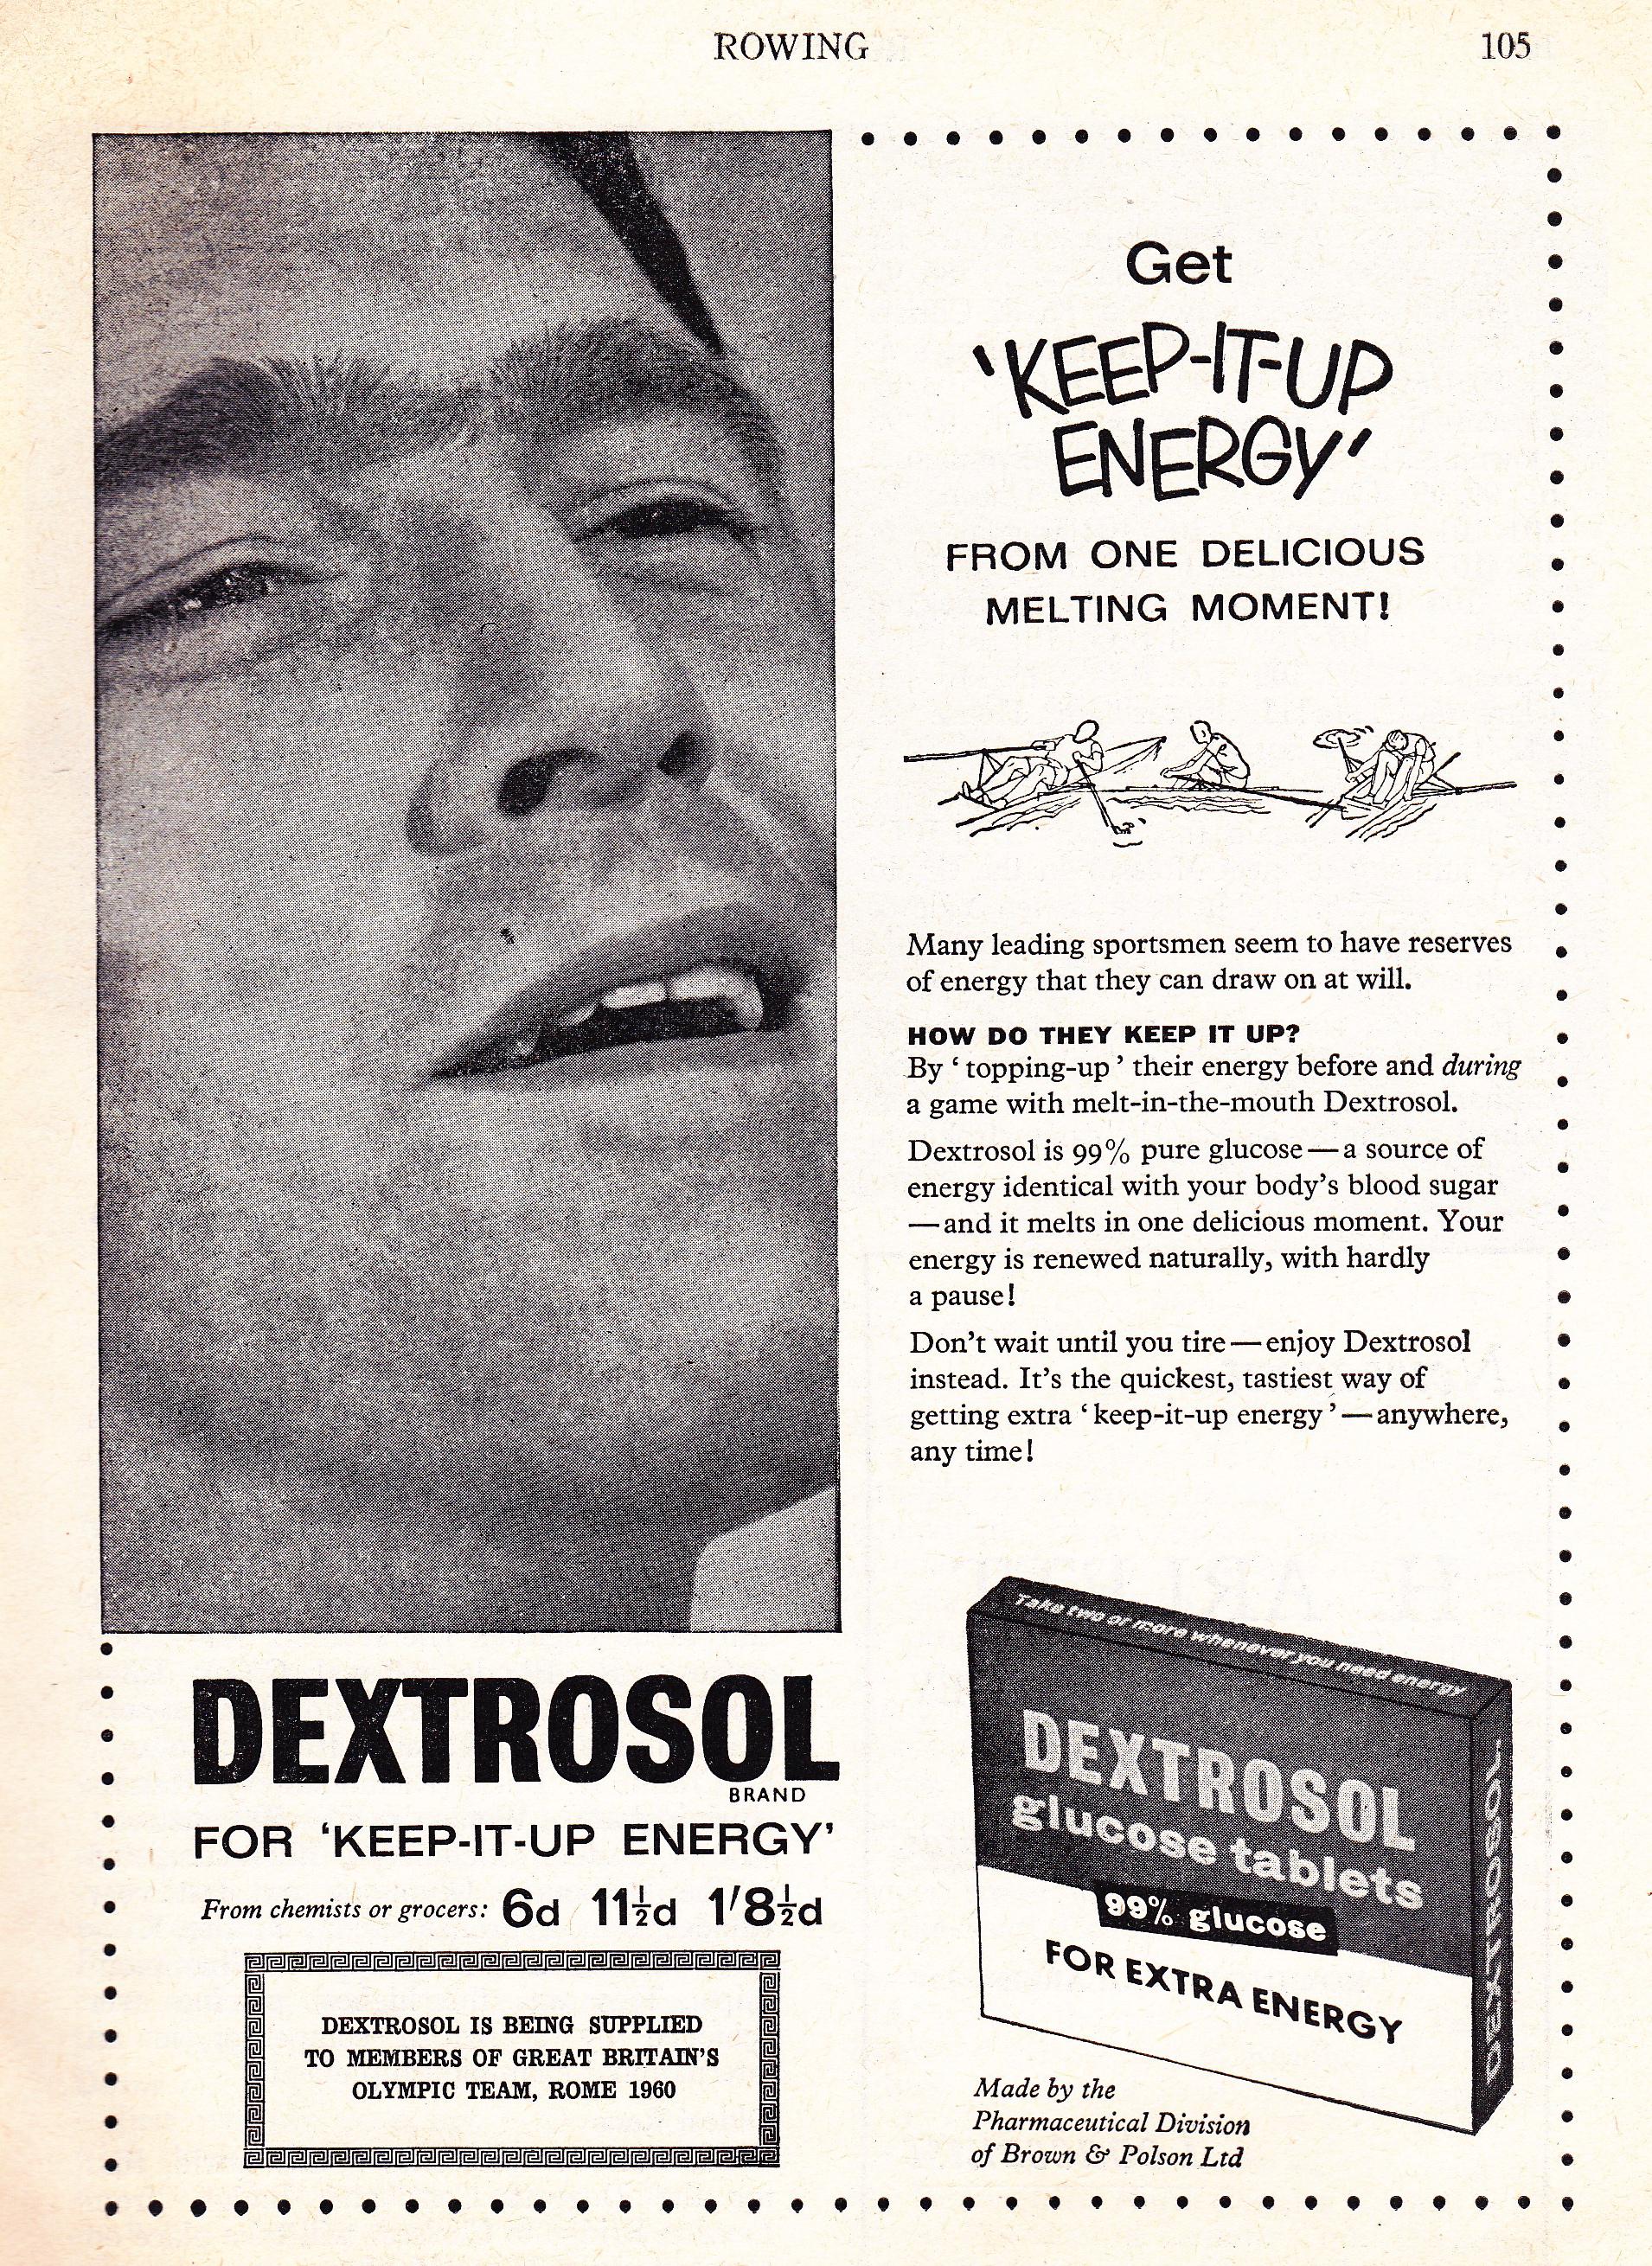 ROWING 105
Get
'KEEP-IT-UP
ENERGY'
FROM ONE DELICIOUS
MELTING MOMENT!
Many leading sportsmen seem to have reserves
of energy that they can draw on at will.
HOW DO THEY KEEP IT UP?
By ' topping-up ' their energy before and during
a game with melt-in-the-mouth Dextrosol.
Dextrosol is 99% pure glucose—a source of
energy identical with your body's blood sugar
—and it melts in one delicious moment. Your
energy is renewed naturally, with hardly
a pause!
Don't wait until you tire—enjoy Dextrosol
instead. It's the quickest, tastiest way of
getting extra ' keep-it-up energy '—anywhere,
any time!
DEXTROSOL
BRAND
FOR 'KEEP-IT-UP ENERGY'
From chemists or grocers: 6d 11½d 1'8½d
DEXTROSOL IS BEING SUPPLIED
TO MEMBERS OF GREAT BRITAIN'S
OLYMPIC TEAM, ROME 1960
Take two or more whenever you need energy
DEXTROSOL
glucose tablets
99% glucose
FOR EXTRA ENERGY
DEXTROSOL
Made by the
Pharmaceutical Division
of Brown & Polson Ltd